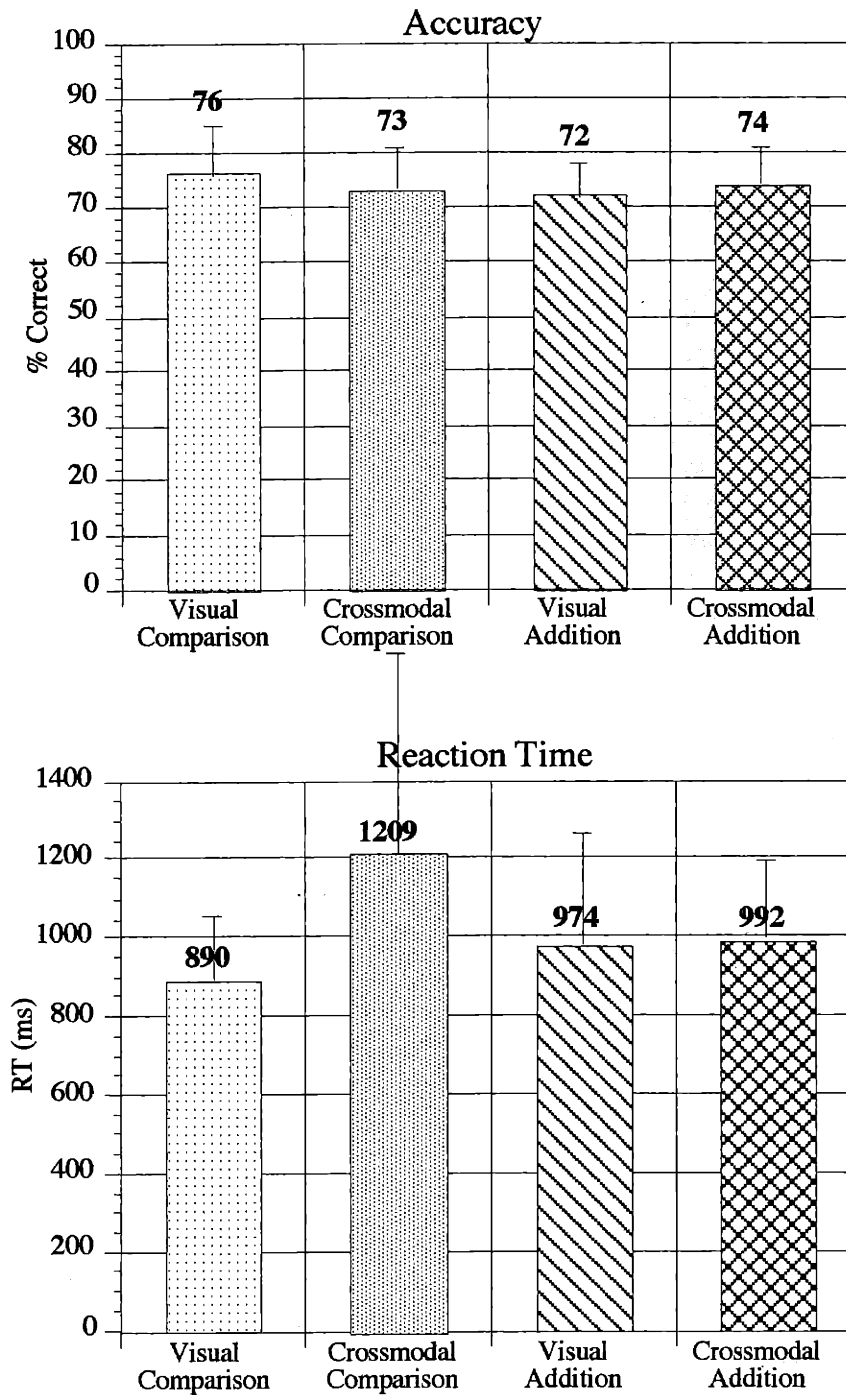 Accuracy
100
90
80
70
60
50
40
30
20
10
0
% Correct
76
73
72
74
Visual
Comparison
Crossmodal
Comparison
Visual
Addition
Crossmodal
Addition
Reaction Time
1400
1200
1000
800
600
400
200
0
RT (ms)
890
1209
974
992
Visual
Comparison
Crossmodal
Comparison
Visual
Addition
Crossmodal
Addition